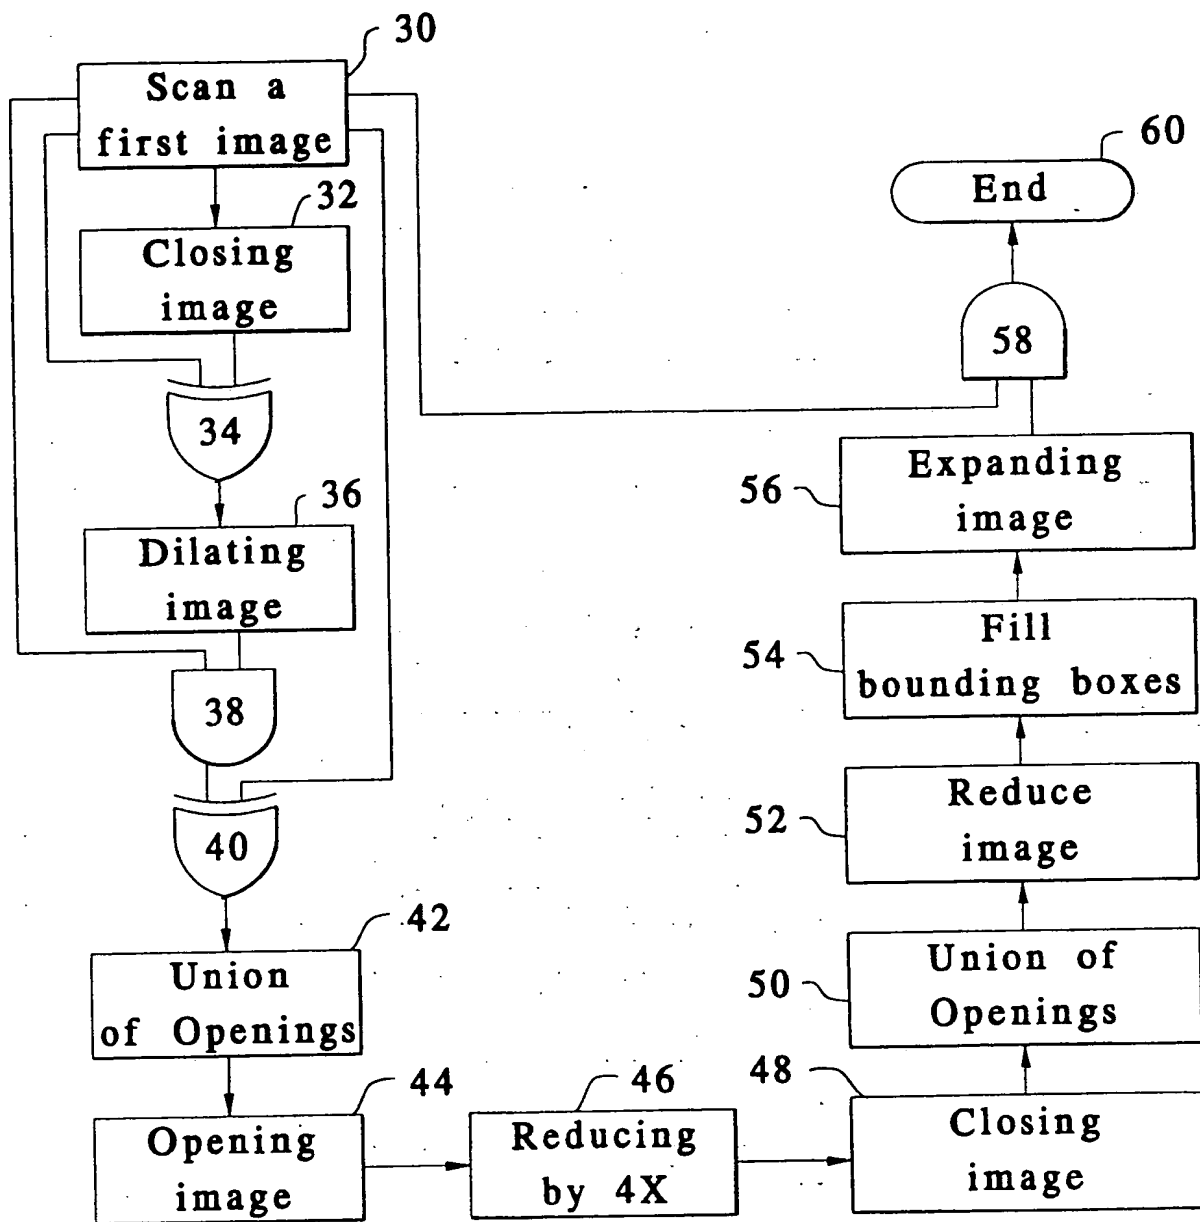 30
Scan a
first image
32
Closing
image
34
36
Dilating
image
38
40
42
Union
of Openings
44
Opening
image
46
Reducing
by 4X
48
Closing
image
50
Union of
Openings
52
Reduce
image
54
Fill
bounding boxes
56
Expanding
image
58
60
End